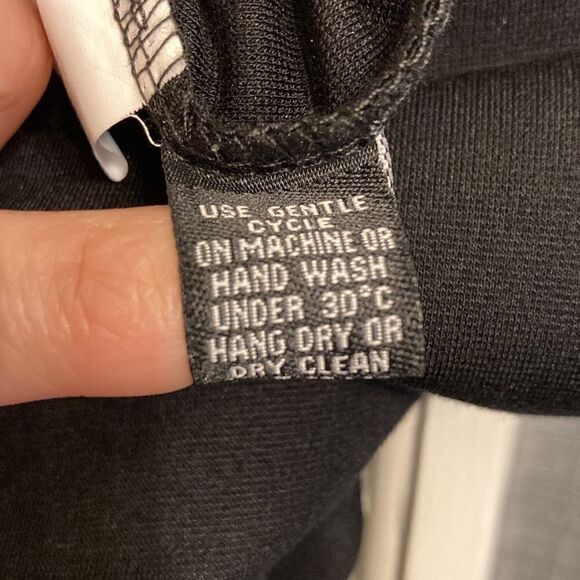 USE GENTLE
CYCLE
ON MACHINE OR
HAND WASH
UNDER 30°C
HANG DRY OR
DRY CLEAN